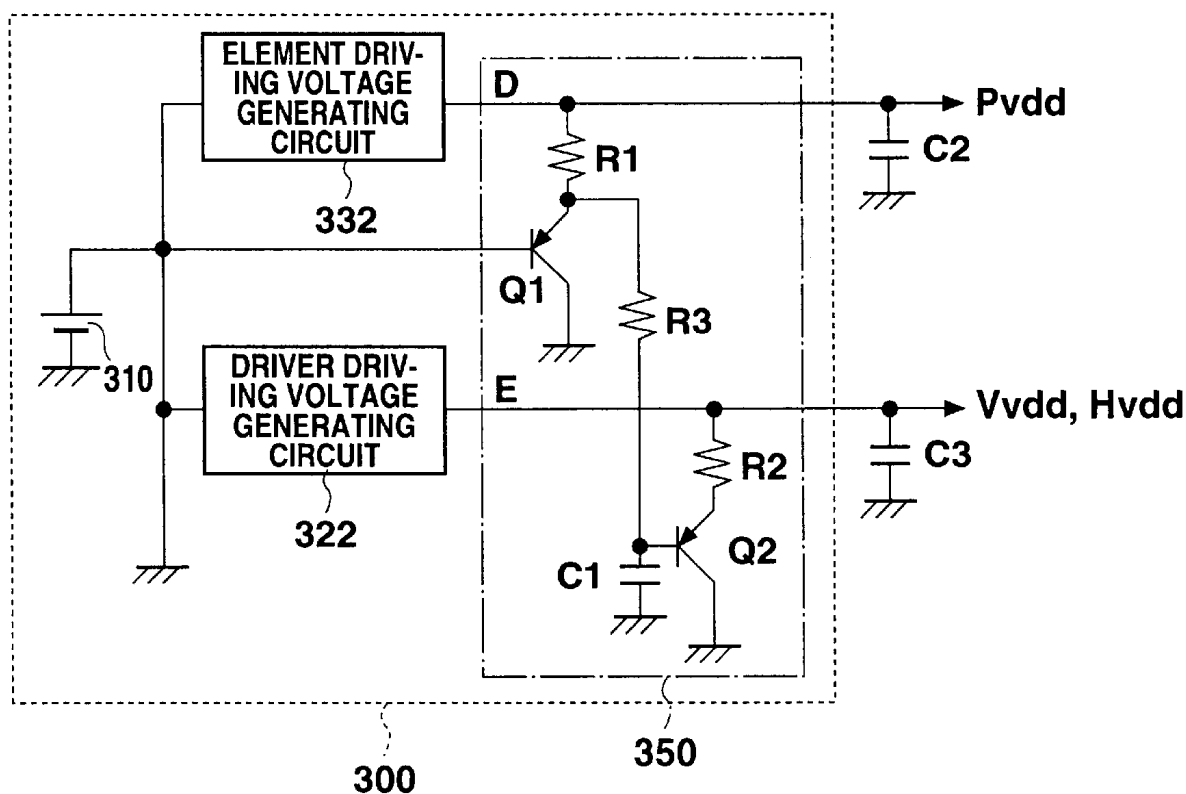 ELEMENT DRIV-
ING VOLTAGE
GENERATING
CIRCUIT
332
D
R1
Pvdd
C2
Q1
R3
310
DRIVER DRIV-
ING VOLTAGE
GENERATING
CIRCUIT
322
E
Vvdd, Hvdd
C3
R2
Q2
C1
350
300